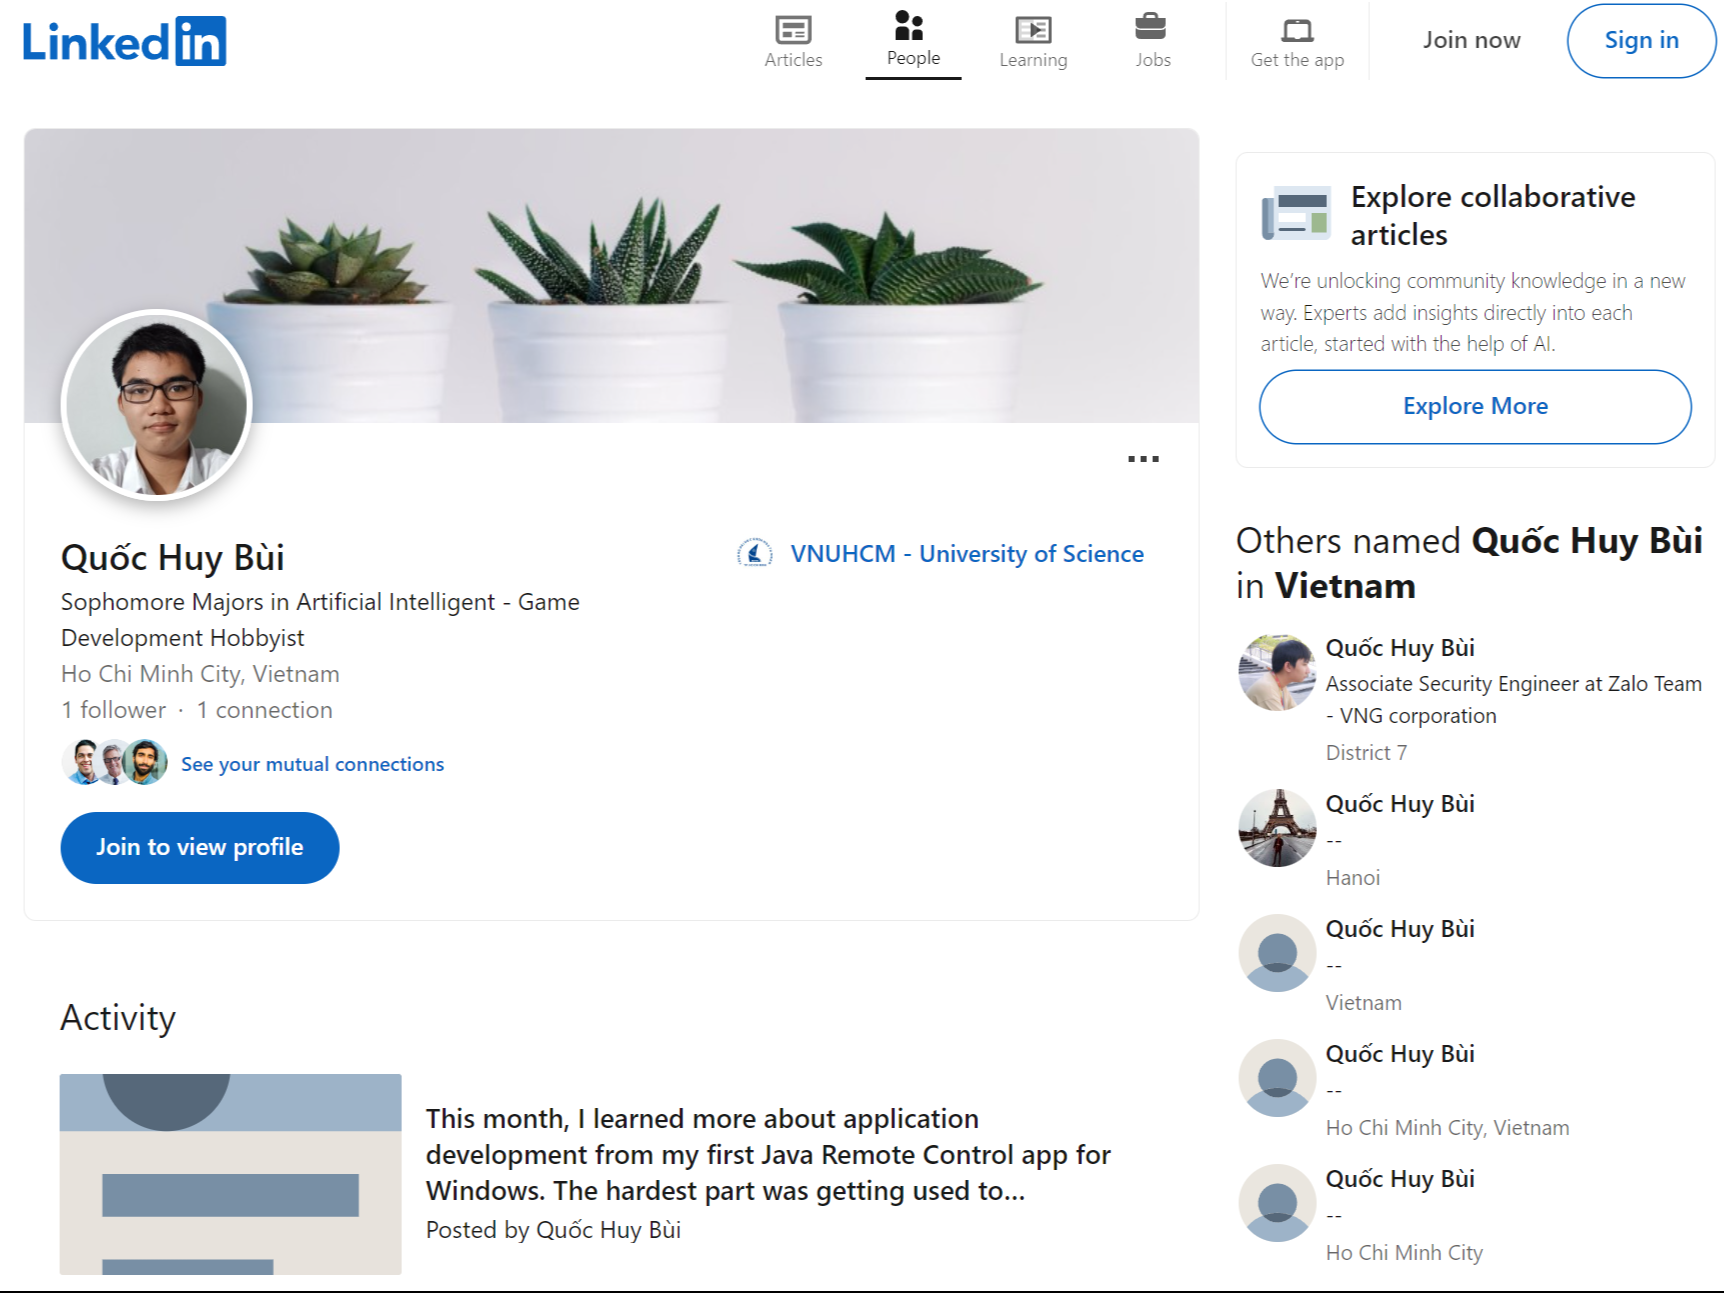 Linked in
Articles
People
Learning
Jobs
Get the app
Join now
Sign in
Quốc Huy Bùi
Sophomore Majors in Artificial Intelligent - Game
Development Hobbyist
Ho Chi Minh City, Vietnam
1 follower · 1 connection
See your mutual connections
Join to view profile
VNUHCM - University of Science
Activity
This month, I learned more about application
development from my first Java Remote Control app for
Windows. The hardest part was getting used to...
Posted by Quốc Huy Bùi
Explore collaborative
articles
We're unlocking community knowledge in a new
way. Experts add insights directly into each
article, started with the help of AI.
Explore More
Others named Quốc Huy Bùi
in Vietnam
Quốc Huy Bùi
Associate Security Engineer at Zalo Team
- VNG corporation
District 7
Quốc Huy Bùi
--
Hanoi
Quốc Huy Bùi
--
Vietnam
Quốc Huy Bùi
--
Ho Chi Minh City, Vietnam
Quốc Huy Bùi
--
Ho Chi Minh City